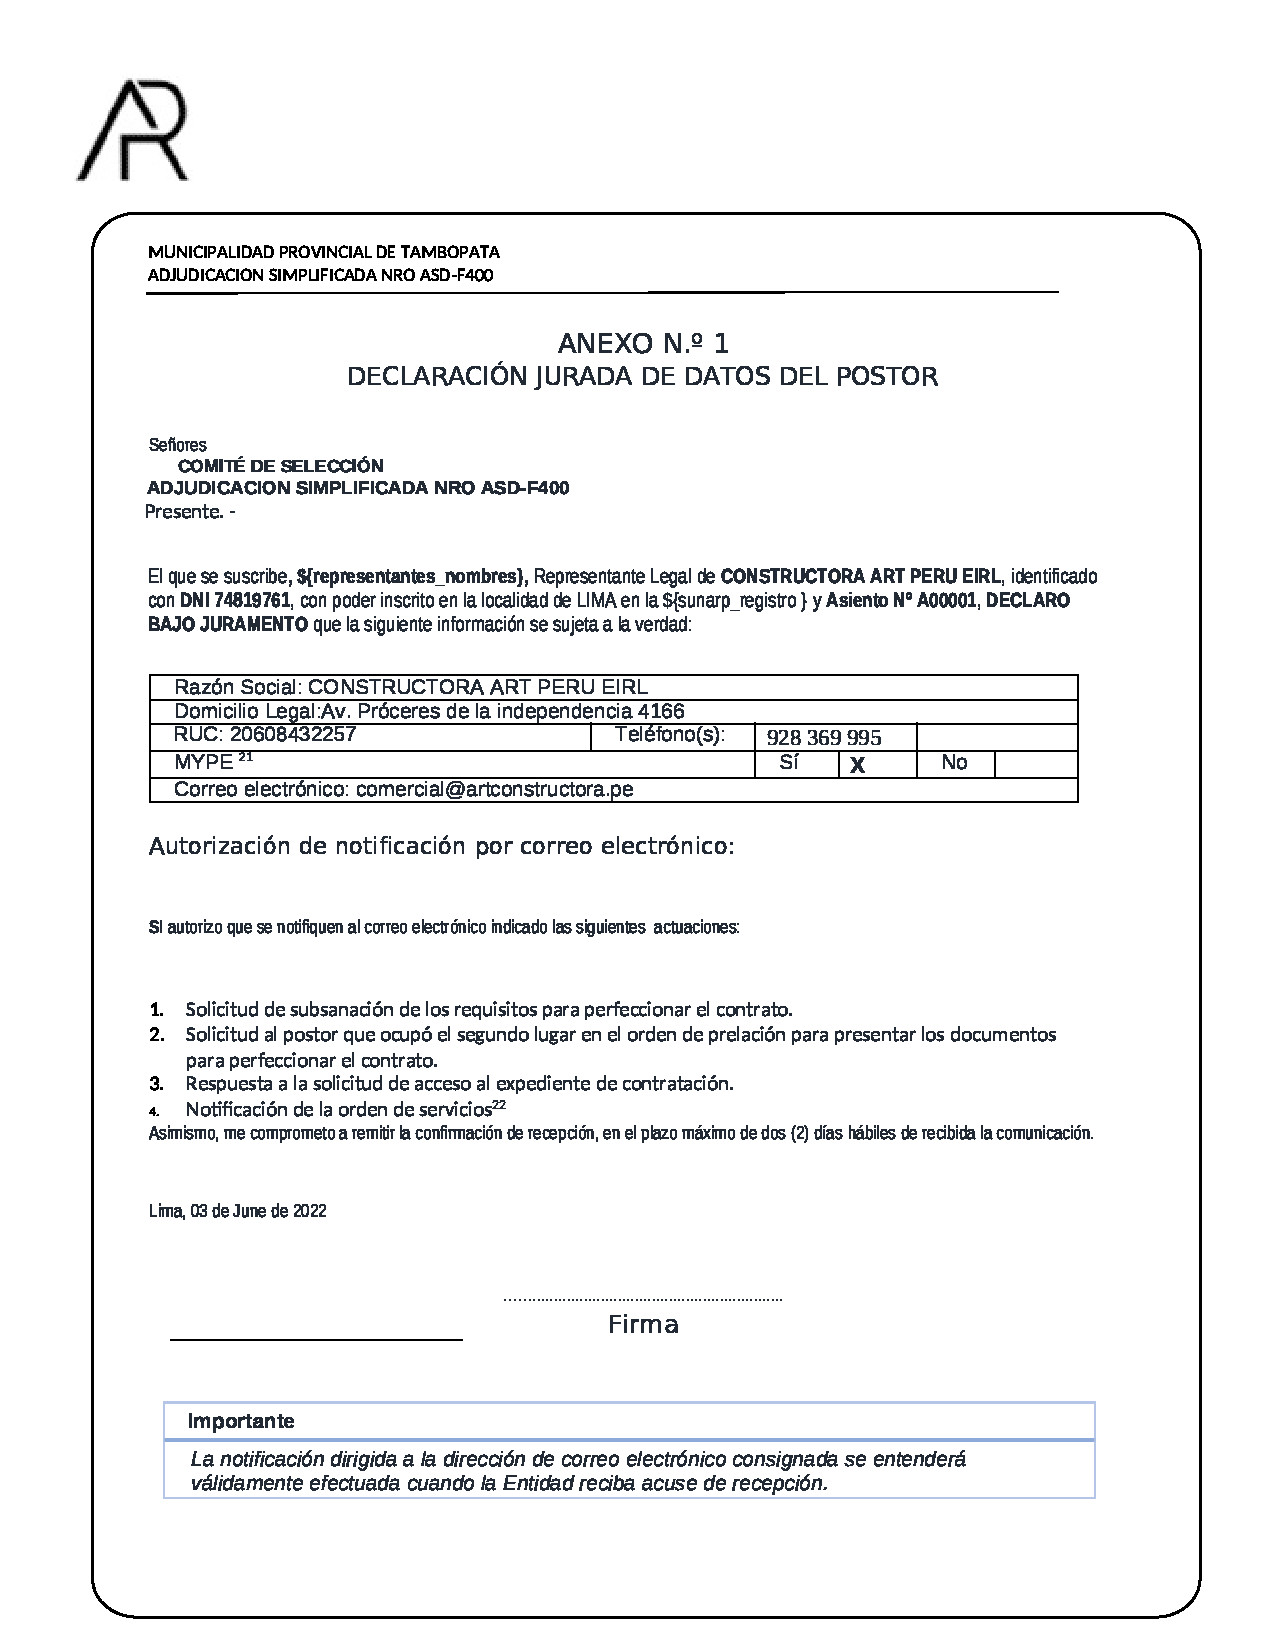 AR
MUNICIPALIDAD PROVINCIAL DE TAMBOPATA
ADJUDICACION SIMPLIFICADA NRO ASD-F400
ANEXO N.º 1
DECLARACIÓN JURADA DE DATOS DEL POSTOR
Señores
COMITÉ DE SELECCIÓN
ADJUDICACION SIMPLIFICADA NRO ASD-F400
Presente. -
El que se suscribe, ${representantes_nombres}, Representante Legal de CONSTRUCTORA ART PERU EIRL, identificado
con DNI 74819761, con poder inscrito en la localidad de LIMA en la ${sunarp_registro } y Asiento Nº A00001, DECLARO
BAJO JURAMENTO que la siguiente información se sujeta a la verdad:
Razón Social: CONSTRUCTORA ART PERU EIRL
Domicilio Legal:Av. Próceres de la independencia 4166
RUC: 20608432257 Teléfono(s): 928 369 995
MYPE 21 Sí X No
Correo electrónico: comercial@artconstructora.pe
Autorización de notificación por correo electrónico:
SI autorizo que se notifiquen al correo electrónico indicado las siguientes actuaciones:
1. Solicitud de subsanación de los requisitos para perfeccionar el contrato.
2. Solicitud al postor que ocupó el segundo lugar en el orden de prelación para presentar los documentos
para perfeccionar el contrato.
3. Respuesta a la solicitud de acceso al expediente de contratación.
4. Notificación de la orden de servicios22
Asimismo, me comprometo a remitir la confirmación de recepción, en el plazo máximo de dos (2) días hábiles de recibida la comunicación.
Lima, 03 de June de 2022
..............................................................
Firma
Importante
La notificación dirigida a la dirección de correo electrónico consignada se entenderá
válidamente efectuada cuando la Entidad reciba acuse de recepción.